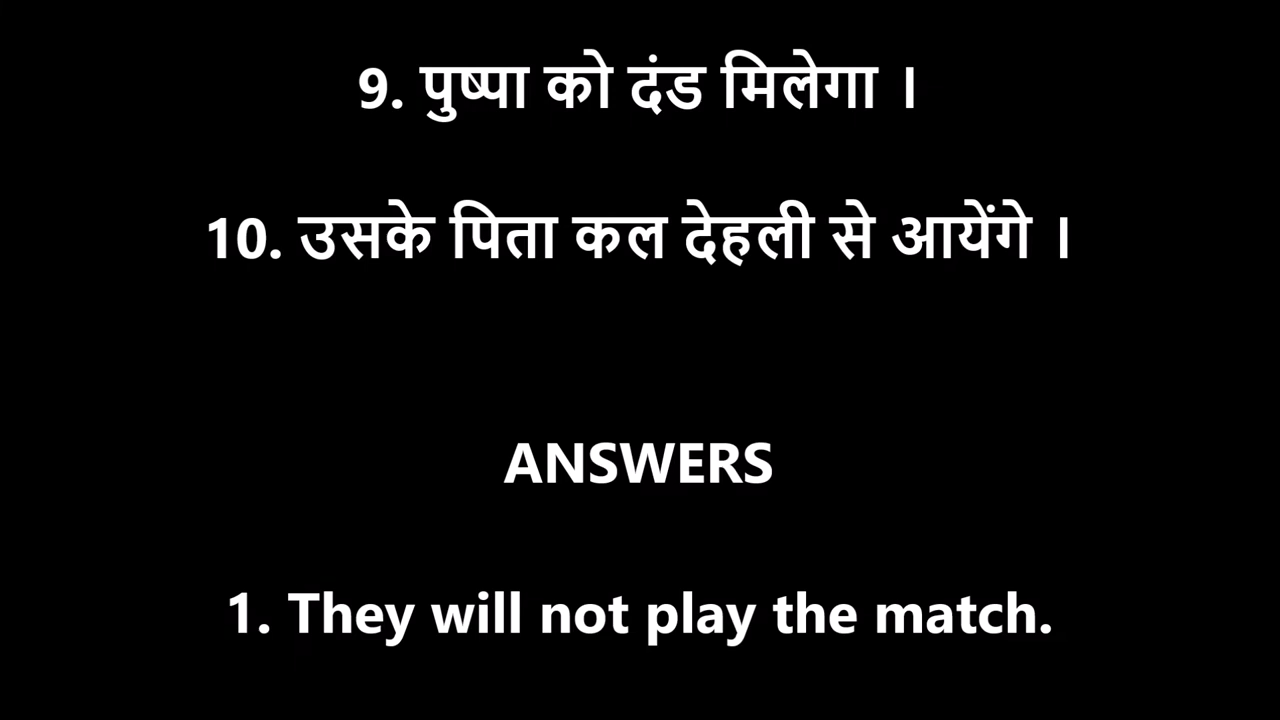 9. पुष्पा को दंड मिलेगा ।
10. उसके पिता कल देहली से आयेंगे ।
ANSWERS
1. They will not play the match.